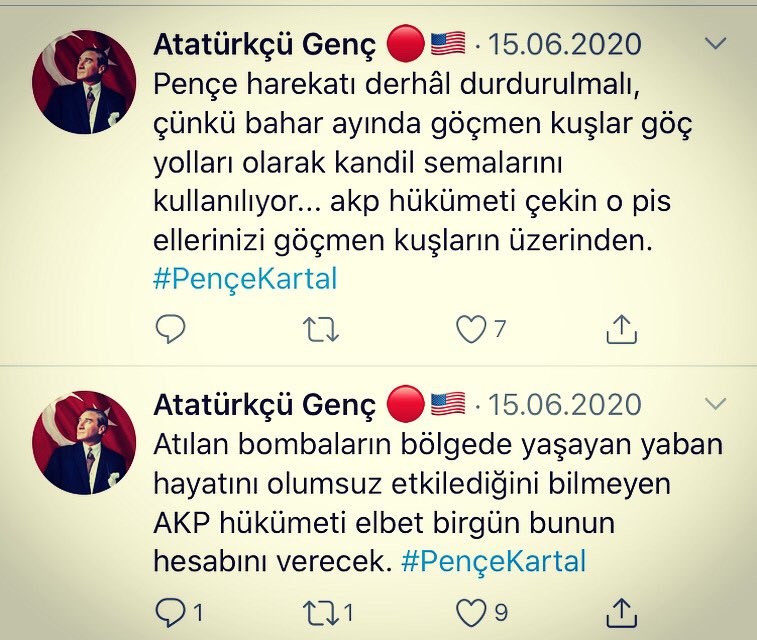 Atatürkçü Genç 🔴🇺🇸 · 15.06.2020
Pençe harekatı derhâl durdurulmalı,
çünkü bahar ayında göçmen kuşlar göç
yolları olarak kandil semalarını
kullanılıyor... akp hükümeti çekin o pis
ellerinizi göçmen kuşların üzerinden.
#PençeKartal
7
Atatürkçü Genç 🔴🇺🇸 · 15.06.2020
Atılan bombaların bölgede yaşayan yaban
hayatını olumsuz etkilediğini bilmeyen
AKP hükümeti elbet birgün bunun
hesabını verecek. #PençeKartal
1 1 9